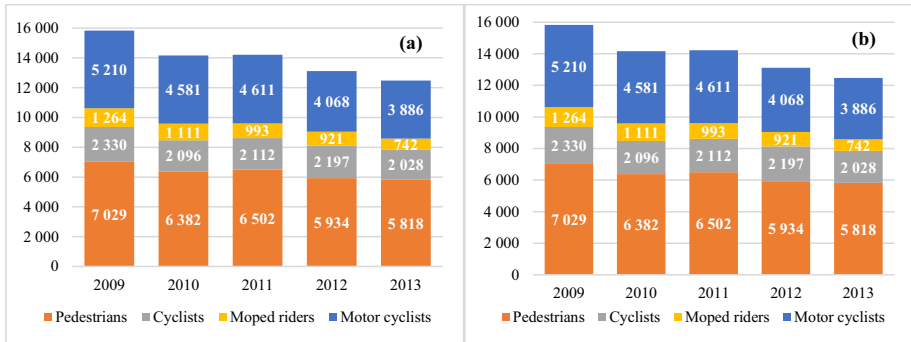 16 000
14 000
12 000
10 000
8 000
6 000
4 000
2 000
0
(a)
5 210 4 581 4 611 4 068 3 886
1 264 1 111 993 921 742
2 330 2 096 2 112 2 197 2 028
7 029 6 382 6 502 5 934 5 818
2009 2010 2011 2012 2013
Pedestrians Cyclists Moped riders Motor cyclists
16 000
14 000
12 000
10 000
8 000
6 000
4 000
2 000
0
(b)
5 210 4 581 4 611 4 068 3 886
1 264 1 111 993 921 742
2 330 2 096 2 112 2 197 2 028
7 029 6 382 6 502 5 934 5 818
2009 2010 2011 2012 2013
Pedestrians Cyclists Moped riders Motor cyclists